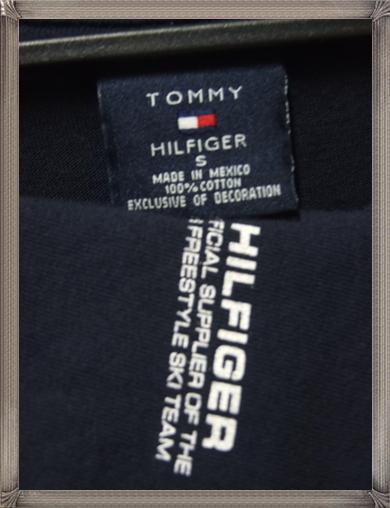 TOMMY
HILFIGER
S
MADE IN MEXICO
100% COTTON
EXCLUSIVE OF DECORATION
HILFIGER
FICIAL SUPPLIER OF THE
FREESTYLE SKI TEAM